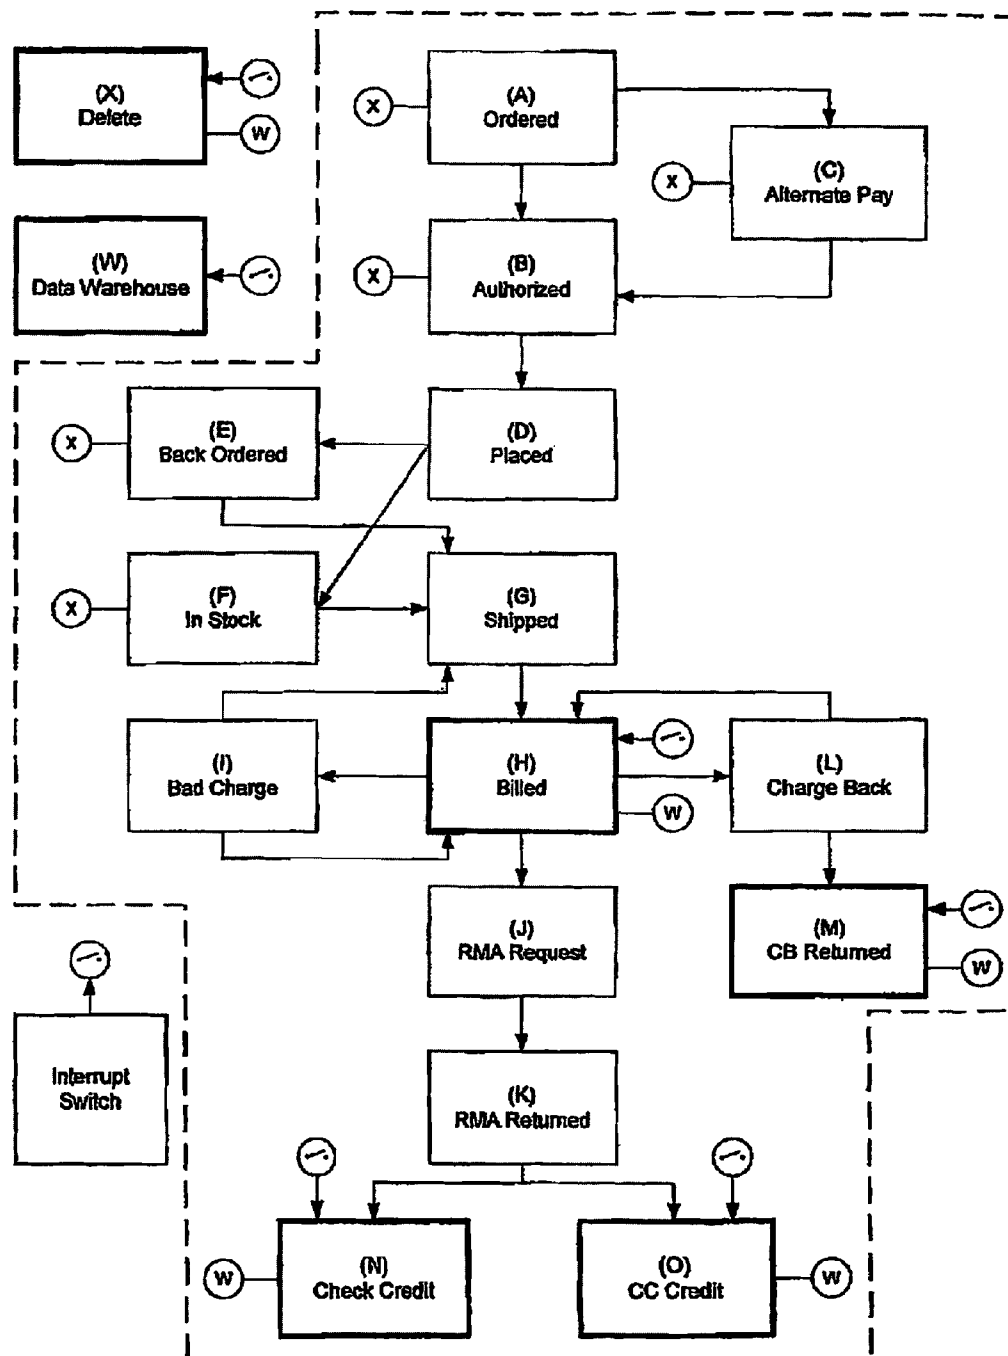 (X)
Delete
W
(W)
Data Warehouse
X
(A)
Ordered
(C)
Alternate Pay
X
X
(B)
Authorized
X
(E)
Back Ordered
(D)
Placed
X
(F)
In Stock
(G)
Shipped
(I)
Bad Charge
(H)
Billed
W
(L)
Charge Back
(J)
RMA Request
(M)
CB Returned
W
Interrupt
Switch
(K)
RMA Returned
W
(N)
Check Credit
(O)
CC Credit
W